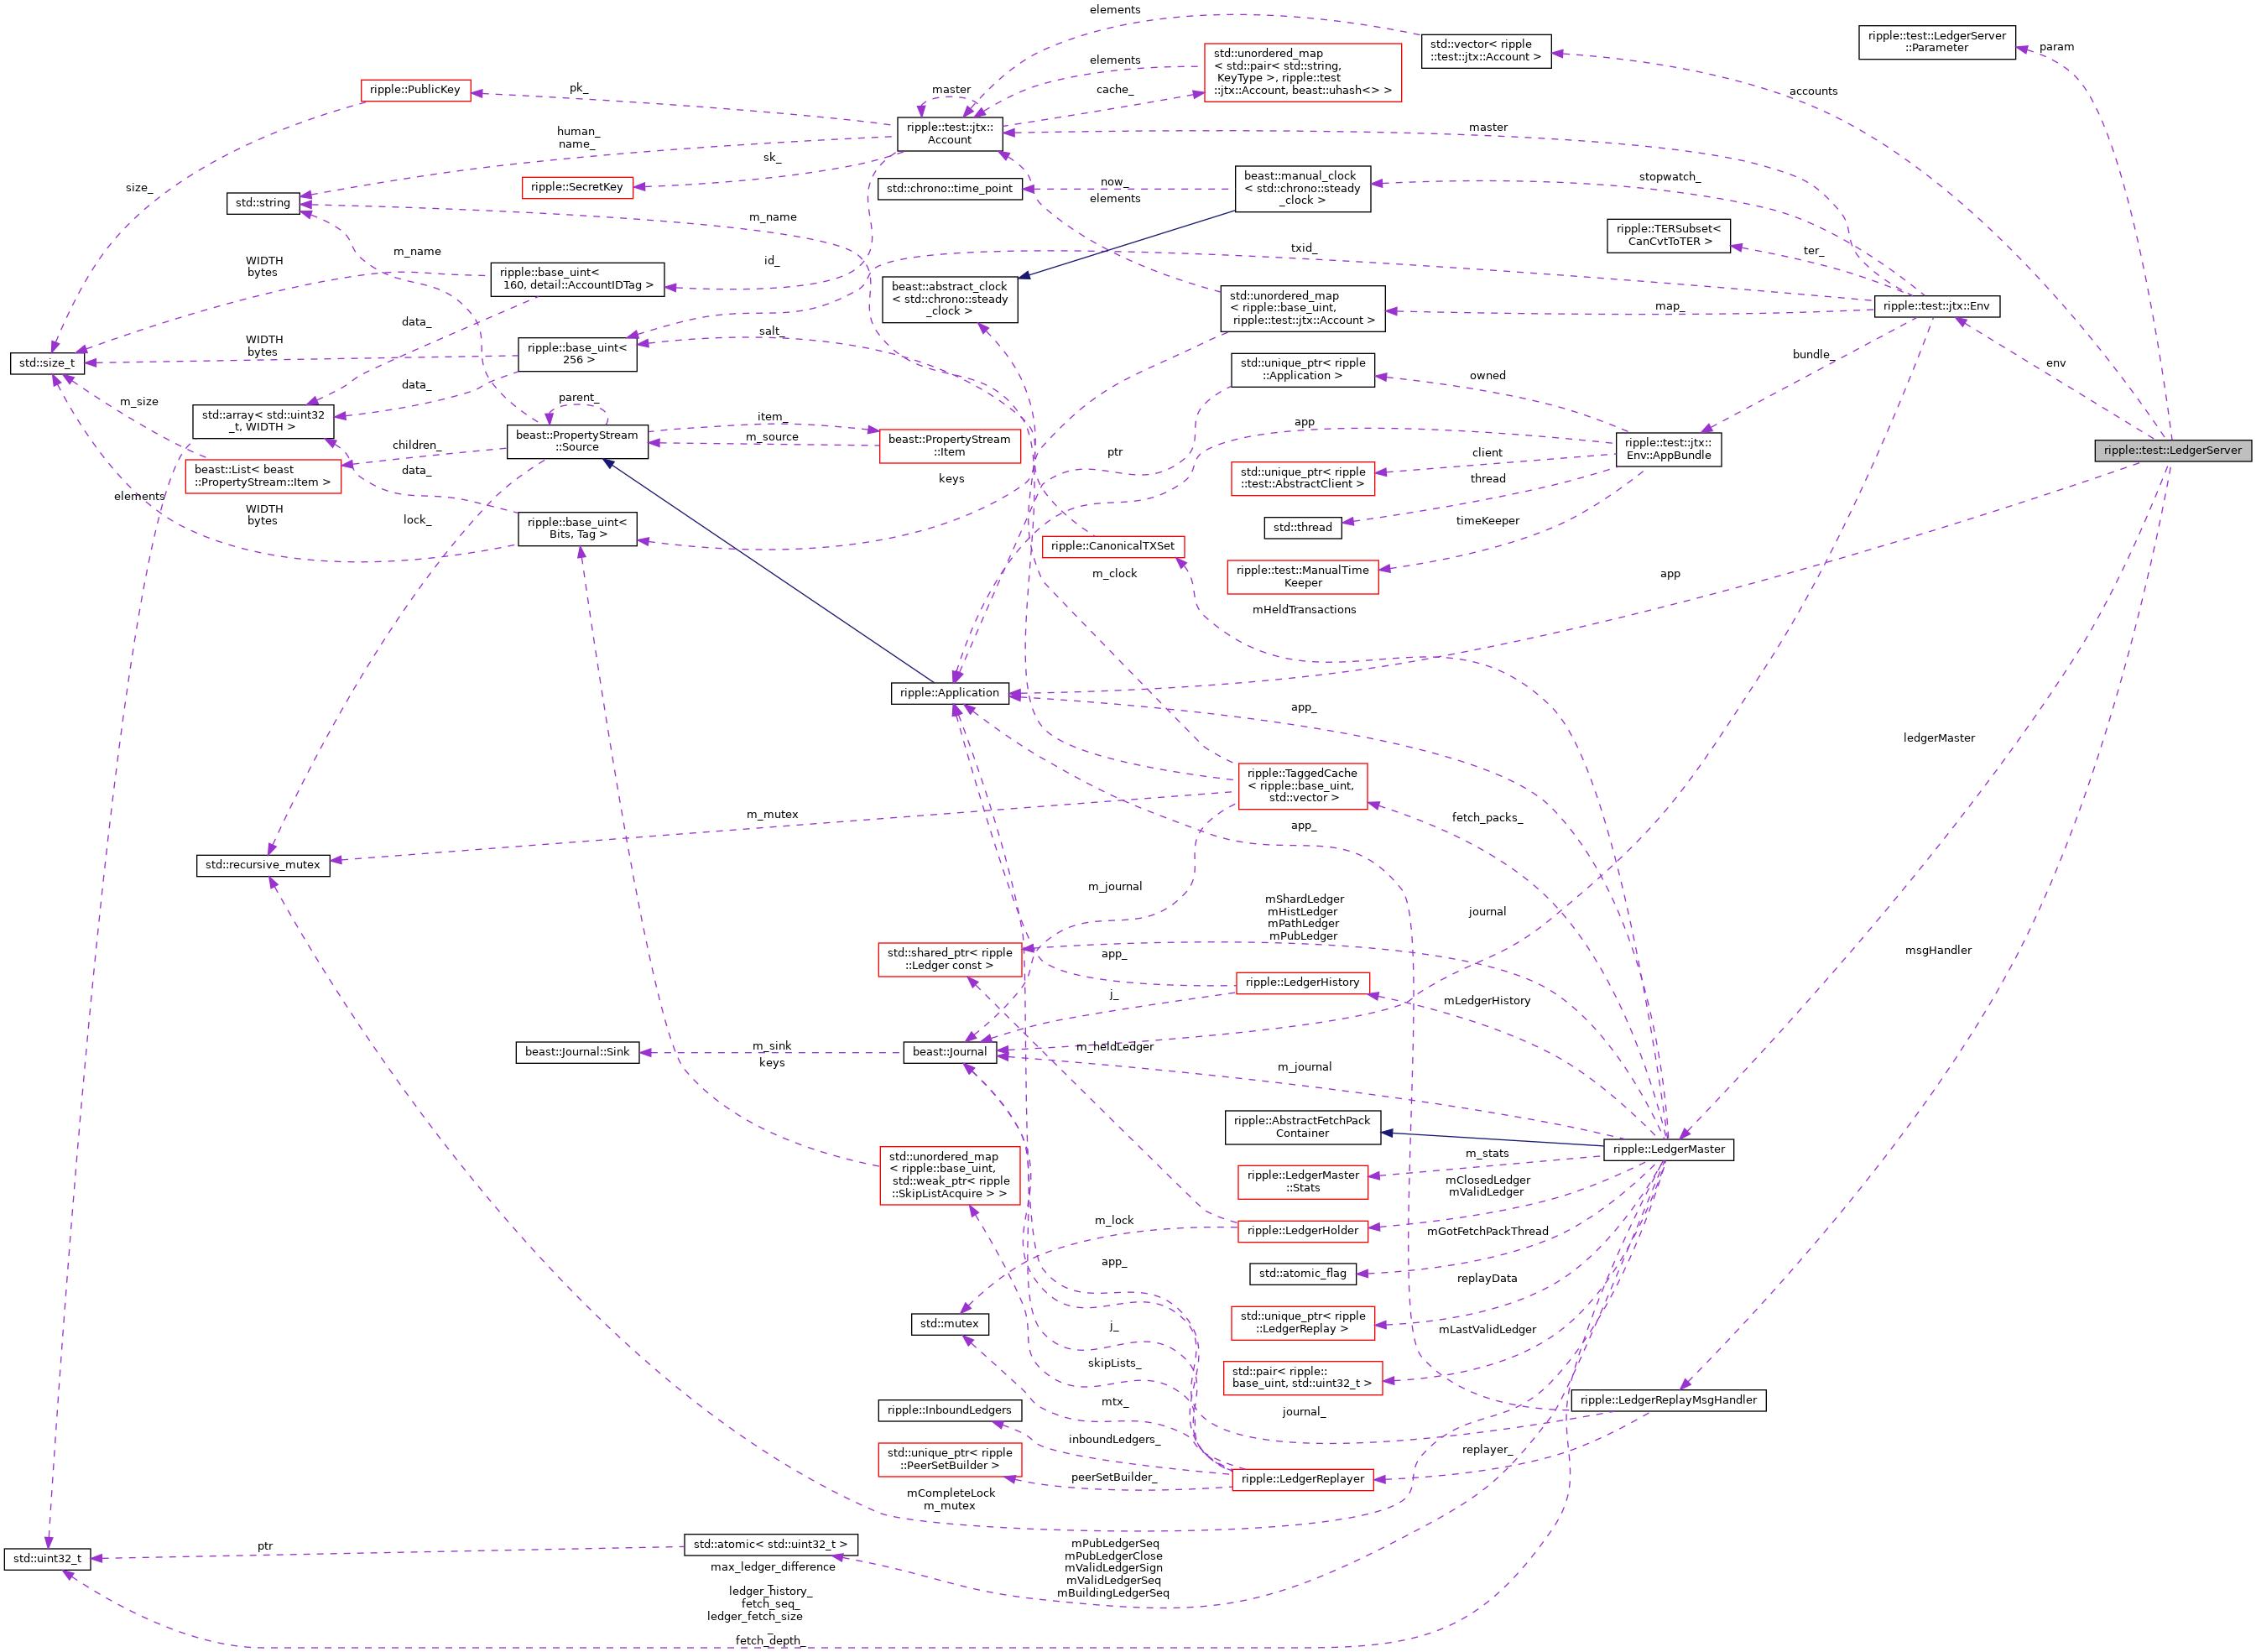 elements
ripple::test::LedgerServer
::Parameter
param
std::vector< ripple
::test::jtx::Account >
std::unordered_map
< std::pair< std::string,
KeyType >, ripple::test
::jtx::Account, beast::uhash<> >
elements
cache_
master
ripple::PublicKey
pk_
accounts
ripple::test::jtx::
Account
human_
name_
master
sk_
size_
ripple::SecretKey
std::chrono::time_point
now_
elements
beast::manual_clock
< std::chrono::steady
_clock >
stopwatch_
std::string
m_name
ripple::TERSubset<
CanCvtToTER >
ter_
m_name
txid_
WIDTH
bytes
ripple::base_uint<
160, detail::AccountIDTag >
id_
beast::abstract_clock
< std::chrono::steady
_clock >
std::unordered_map
< ripple::base_uint,
ripple::test::jtx::Account >
map_
ripple::test::jtx::Env
data_
salt_
WIDTH
bytes
ripple::base_uint<
256 >
std::size_t
std::unique_ptr< ripple
::Application >
owned
bundle_
env
data_
parent_
m_size
std::array< std::uint32
_t, WIDTH >
item_
m_source
beast::PropertyStream
::Source
beast::PropertyStream
::Item
app
ptr
ripple::test::jtx::
Env::AppBundle
ripple::test::LedgerServer
children_
data_
beast::List< beast
::PropertyStream::Item >
keys
client
std::unique_ptr< ripple
::test::AbstractClient >
thread
elements
WIDTH
bytes
lock_
ripple::base_uint<
Bits, Tag >
std::thread
timeKeeper
ripple::CanonicalTXSet
m_clock
ripple::test::ManualTime
Keeper
app
mHeldTransactions
ripple::Application
app_
ledgerMaster
ripple::TaggedCache
< ripple::base_uint,
std::vector >
m_mutex
app_
fetch_packs_
std::recursive_mutex
m_journal
mShardLedger
mHistLedger
mPathLedger
mPubLedger
journal
std::shared_ptr< ripple
::Ledger const >
app_
msgHandler
ripple::LedgerHistory
j_
mLedgerHistory
beast::Journal::Sink
m_sink
keys
beast::Journal
m_heldLedger
m_journal
ripple::AbstractFetchPack
Container
ripple::LedgerMaster
std::unordered_map
< ripple::base_uint,
std::weak_ptr< ripple
::SkipListAcquire > >
m_stats
ripple::LedgerMaster
::Stats
mClosedLedger
mValidLedger
m_lock
ripple::LedgerHolder
mGotFetchPackThread
app_
std::atomic_flag
replayData
std::mutex
j_
std::unique_ptr< ripple
::LedgerReplay >
mLastValidLedger
skipLists_
std::pair< ripple::
base_uint, std::uint32_t >
mtx_
ripple::InboundLedgers
journal_
ripple::LedgerReplayMsgHandler
inboundLedgers_
replayer_
std::unique_ptr< ripple
::PeerSetBuilder >
peerSetBuilder_
ripple::LedgerReplayer
mCompleteLock
m_mutex
ptr
std::uint32_t
std::atomic< std::uint32_t >
mPubLedgerSeq
mPubLedgerClose
mValidLedgerSign
mValidLedgerSeq
mBuildingLedgerSeq
max_ledger_difference
_
ledger_history_
fetch_seq_
ledger_fetch_size
_
fetch_depth_